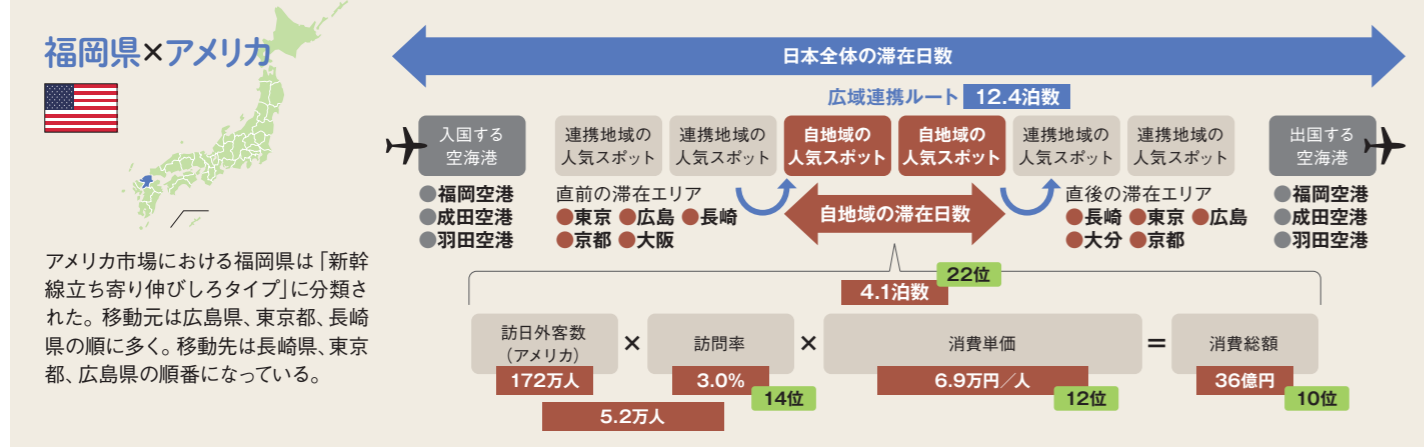 福岡県×アメリカ
アメリカ市場における福岡県は「新幹
線立ち寄り伸びしろタイプ」に分類さ
れた。移動元は広島県、東京都、長崎
県の順に多く。移動先は長崎県、東京
都、広島県の順番になっている。
日本全体の滞在日数
広域連携ルート 12.4泊数
入国する
空海港
連携地域の
人気スポット
連携地域の
人気スポット
自地域の
人気スポット
自地域の
人気スポット
連携地域の
人気スポット
連携地域の
人気スポット
出国する
空海港
●福岡空港
●成田空港
●羽田空港
直前の滞在エリア
●東京 ●広島 ●長崎
●京都 ●大阪
自地域の滞在日数
直後の滞在エリア
●長崎 ●東京 ●広島
●大分 ●京都
●福岡空港
●成田空港
●羽田空港
22位
4.1泊数
訪日外客数
（アメリカ）
172万人
×
訪問率
3.0%
14位
5.2万人
×
消費単価
6.9万円／人
12位
=
消費総額
36億円
10位